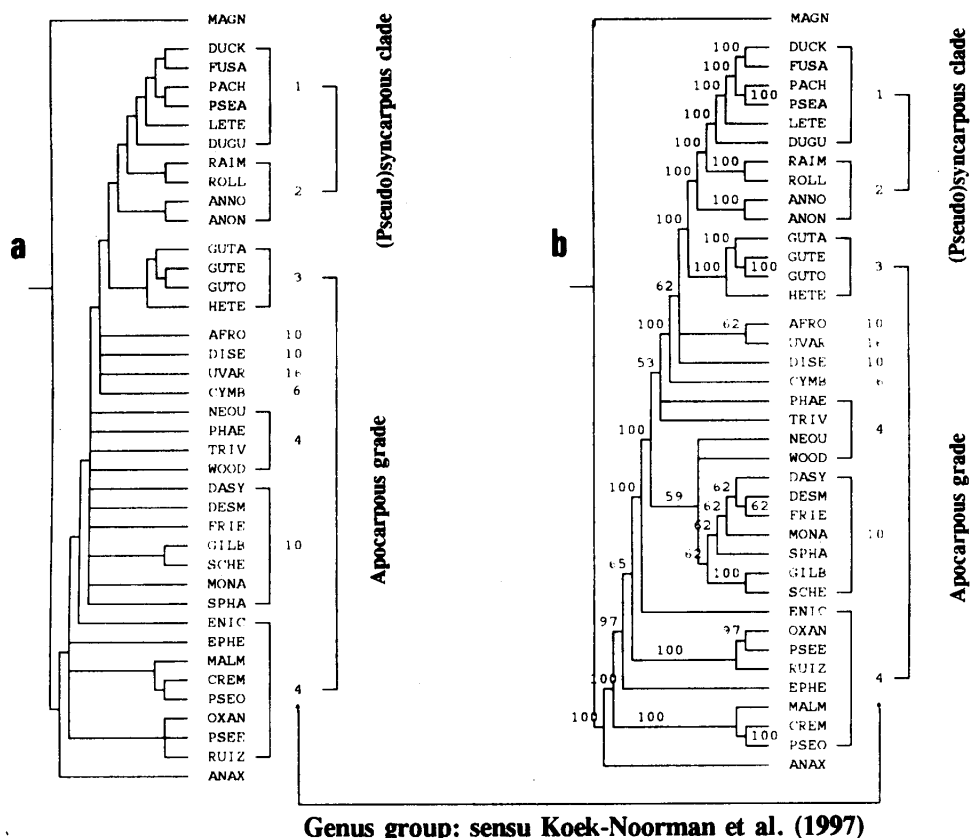 a
MAGN
DUCK
FUSA
PACH
PSEA
LETE
DUGU
RAIM
ROLL
ANNO
ANON
GUTA
GUTE
GUTO
HETE
AFRO 10
DISE 10
UVAR 16
CYMB 6
NEOU
PHAE
TRIV
WOOD
DASY
DESM
FRIE
GILB
SCHE
MONA
SPHA
ENIC
EPHE
MALM
CREM
PSEO
OXAN
PSEE
RUIZ
ANAX
1
2
3
4
10
4
(Pseudo)syncarpous clade
Apocarpous grade
b
MAGN
100 DUCK
100 FUSA
100 PACH
100 PSEA
100 LETE
100 DUGU
100 RAIM
100 ROLL
100 ANNO
100 ANON
100 GUTA
GUTE
100 100 GUTO
HETE
62
62 AFRO 10
100 UVAR 16
53 DISE 10
CYMB 6
PHAE
TRIV
100 NEOU
WOOD
62 DASY
100 59 DESM
62 62 FRIE
62 MONA
62 SPHA
65 100 GILB
SCHE
ENIC
97 97 OXAN
PSEE
100 RUIZ
100 EPHE
MALM
100 100 CREM
100 PSEO
ANAX
1
2
3
4
10
4
(Pseudo)syncarpous clade
Apocarpous grade
Genus group: sensu Koek-Noorman et al. (1997)